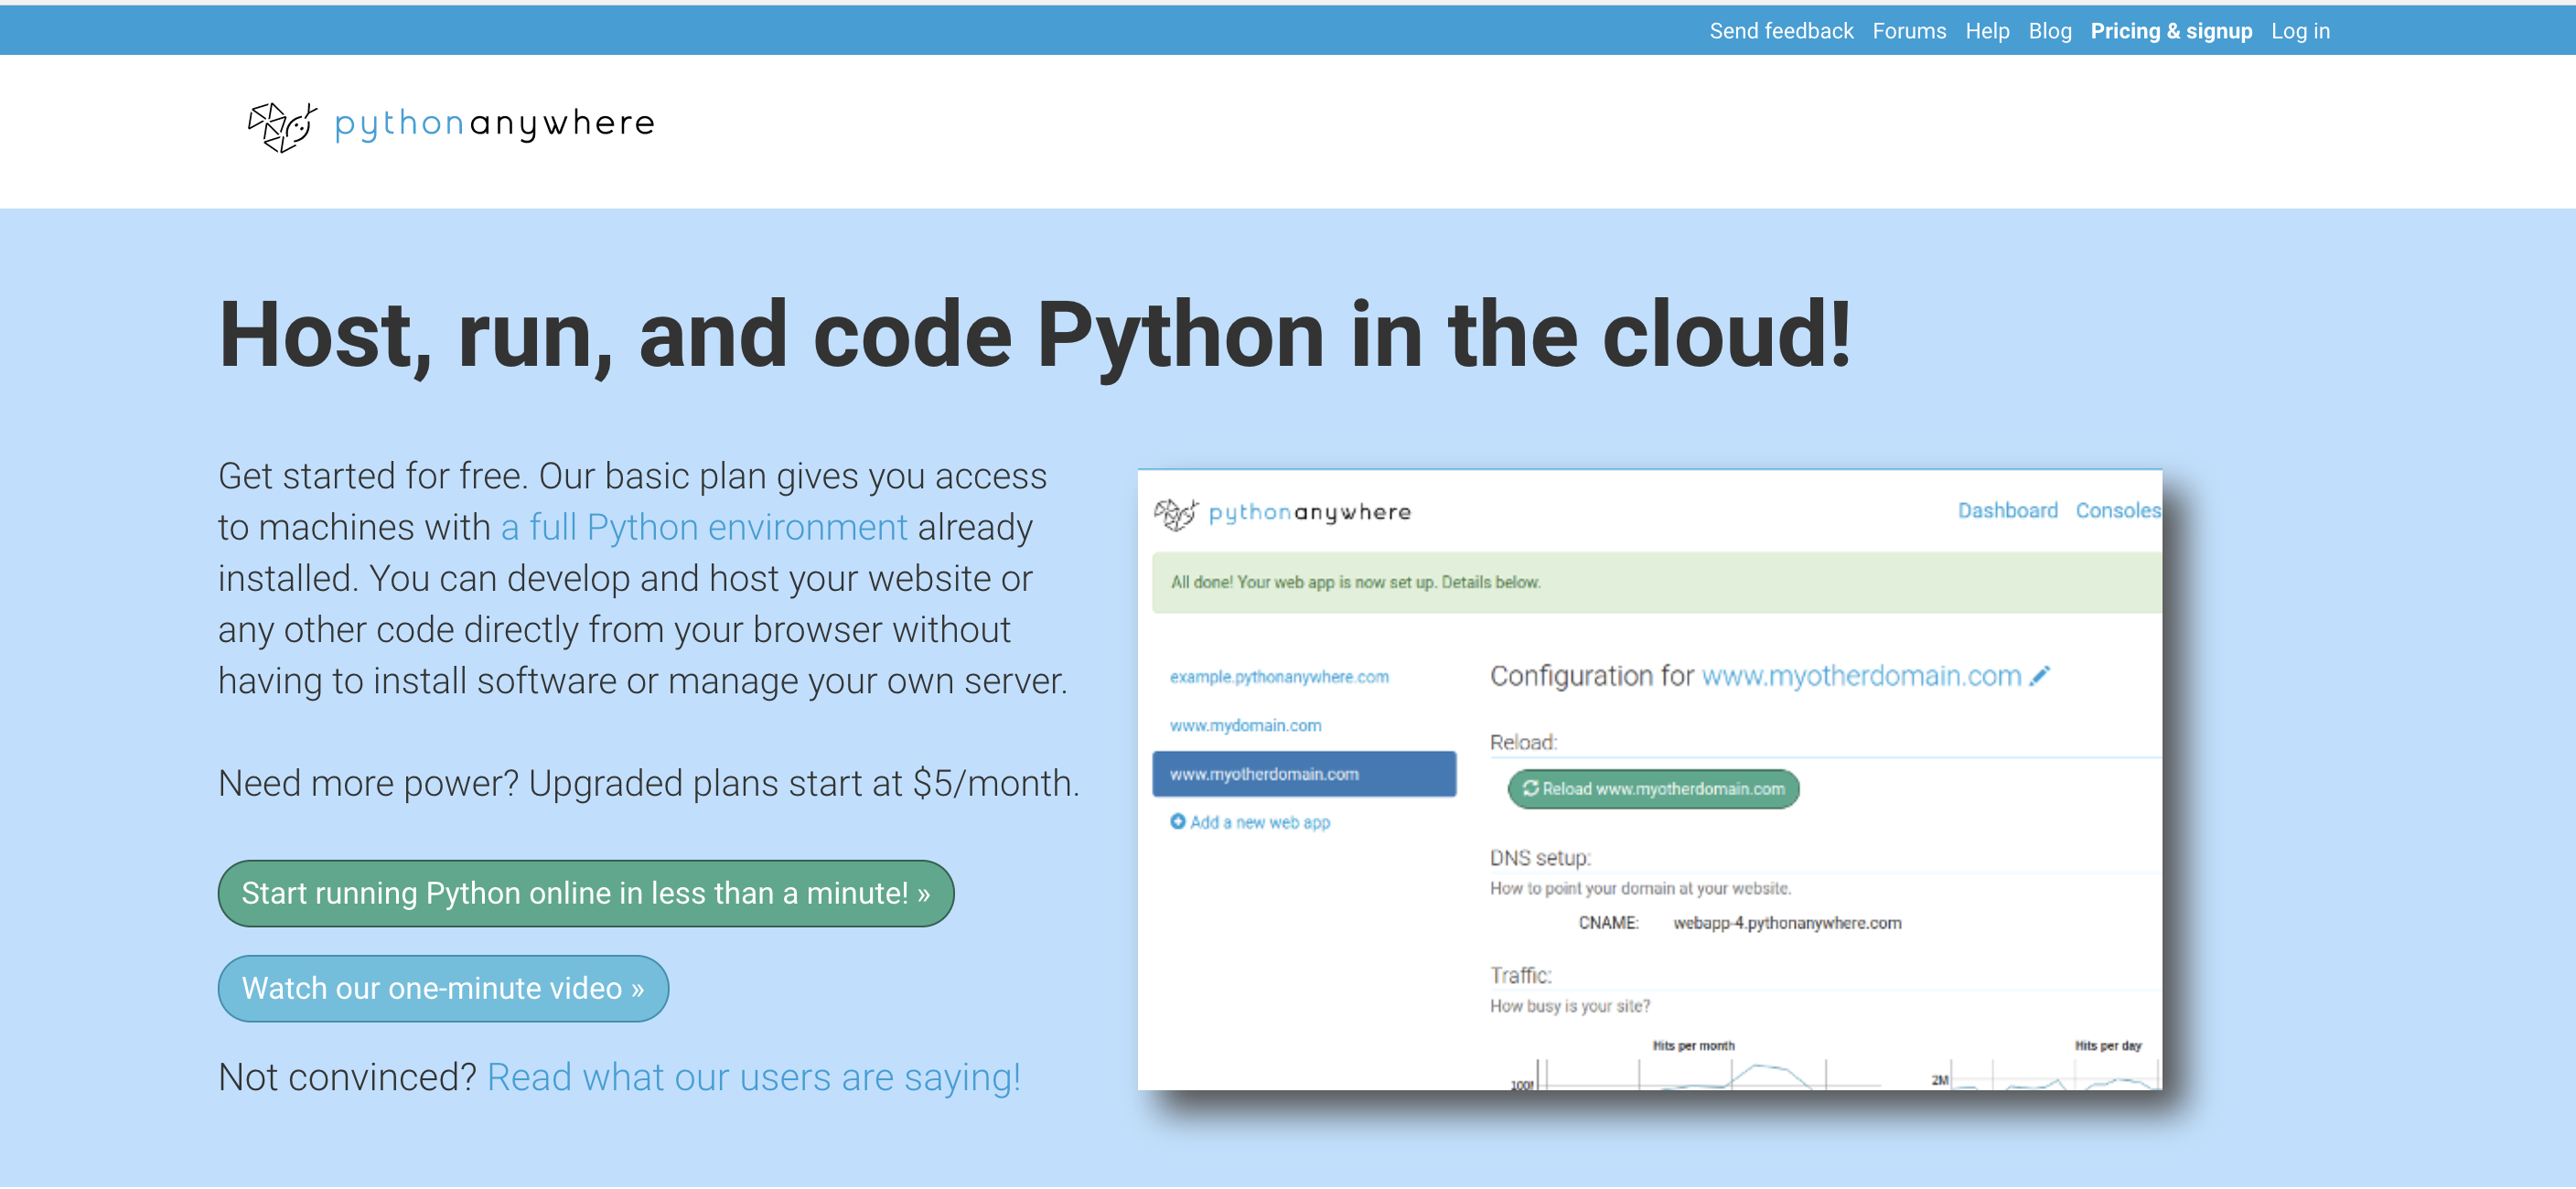 Send feedback Forums Help Blog Pricing & signup Log in
pythonanywhere
Host, run, and code Python in the cloud!
Get started for free. Our basic plan gives you access
to machines with a full Python environment already
installed. You can develop and host your website or
any other code directly from your browser without
having to install software or manage your own server.
Need more power? Upgraded plans start at $5/month.
Start running Python online in less than a minute! »
Watch our one-minute video »
Not convinced? Read what our users are saying!
pythonanywhere
Dashboard Consoles
All done! Your web app is now set up. Details below.
example.pythonanywhere.com
www.mydomain.com
www.myotherdomain.com
Add a new web app
Configuration for www.myotherdomain.com
Reload:
Reload www.myotherdomain.com
DNS setup:
How to point your domain at your website.
CNAME: webapp-4.pythonanywhere.com
Traffic:
How busy is your site?
Hits per month
Hits per day
2M